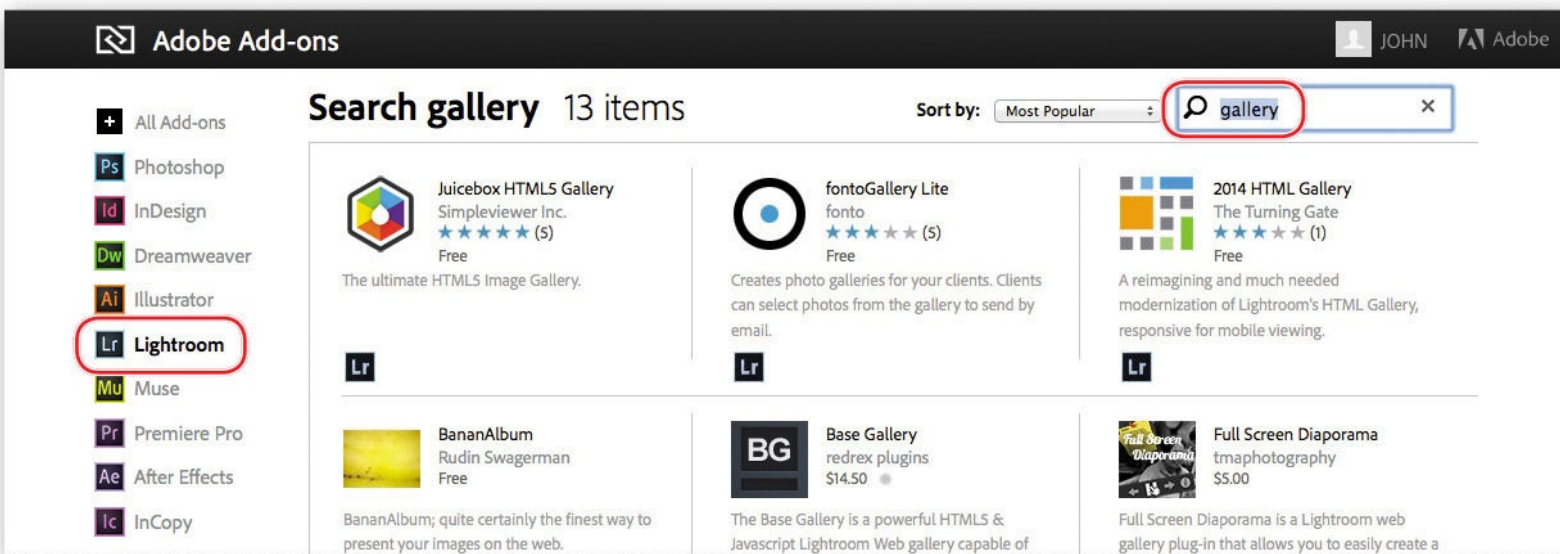 Adobe Add-ons
JOHN
Adobe
All Add-ons
Ps Photoshop
Id InDesign
Dw Dreamweaver
Ai Illustrator
Lr Lightroom
Mu Muse
Pr Premiere Pro
Ae After Effects
Ic InCopy
Search gallery 13 items
Sort by: Most Popular
gallery
Juicebox HTML5 Gallery
Simpleviewer Inc.
(5)
Free
The ultimate HTML5 Image Gallery.
Lr
fontoGallery Lite
fonto
(5)
Free
Creates photo galleries for your clients. Clients
can select photos from the gallery to send by
email.
Lr
2014 HTML Gallery
The Turning Gate
(1)
Free
A reimagining and much needed
modernization of Lightroom's HTML Gallery,
responsive for mobile viewing.
Lr
BananAlbum
Rudin Swagerman
Free
BananAlbum; quite certainly the finest way to
present your images on the web.
BG
Base Gallery
redrex plugins
$14.50
The Base Gallery is a powerful HTML5 &
Javascript Lightroom Web gallery capable of
Full Screen
Diaporama
Full Screen Diaporama
tmaphotography
$5.00
Full Screen Diaporama is a Lightroom web
gallery plug-in that allows you to easily create a